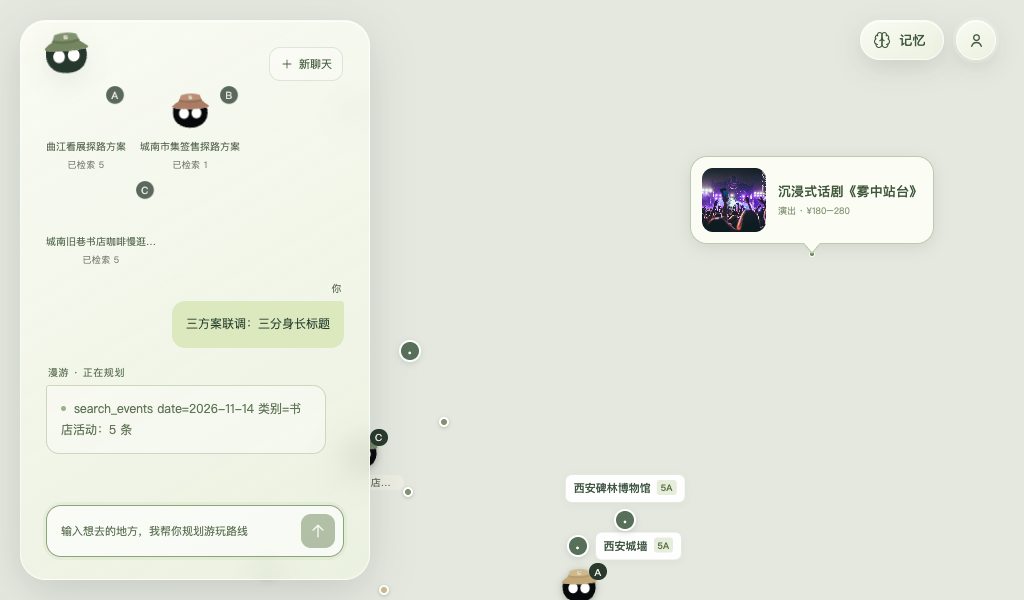 新聊天
A
B
曲江看展探路方案
城南市集签售探路方案
已检索 5
已检索 1
C
城南旧巷书店咖啡慢逛…
已检索 5
你
三方案联调：三分身长标题
漫游 · 正在规划
search_events date=2026-11-14 类别=书
店活动：5 条
输入想去的地方，我帮你规划游玩路线
记忆
沉浸式话剧《雾中站台》
演出 · ¥180–280
C
店…
西安碑林博物馆 5A
西安城墙 5A
A